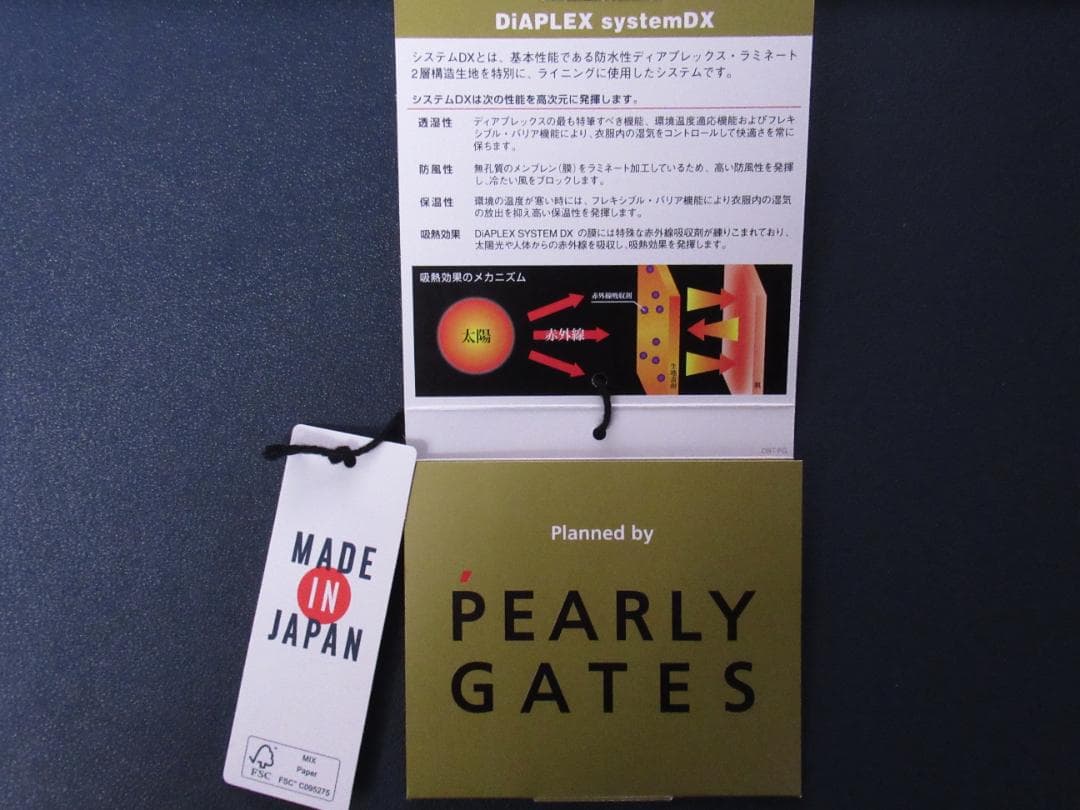 DiAPLEX systemDX
システムDXとは、基本性能である防水性ディアプレックス・ラミネート
2層構造生地を特別に、ライニングに使用したシステムです。
システムDXは次の性能を高次元に発揮します。
透湿性 ディアプレックスの最も特筆すべき機能、環境温度適応機能およびフレキ
シブル・バリア機能により、衣服内の湿気をコントロールして快適さを常に
保ちます。
防風性 無孔質のメンブレン(膜)をラミネート加工しているため、高い防風性を発揮
し、冷たい風をブロックします。
保温性 環境の温度が寒い時には、フレキシブル・バリア機能により衣服内の湿気
の放出を抑え高い保温性を発揮します。
吸熱効果 DiAPLEX SYSTEM DX の膜には特殊な赤外線吸収剤が練りこまれており、
太陽光や人体からの赤外線を吸収し、吸熱効果を発揮します。
吸熱効果のメカニズム
赤外線吸収剤
太陽
赤外線
肌
Planned by
PEARLY
GATES
MADE
IN
JAPAN
FSC
MIX
Paper
FSC™ C095275